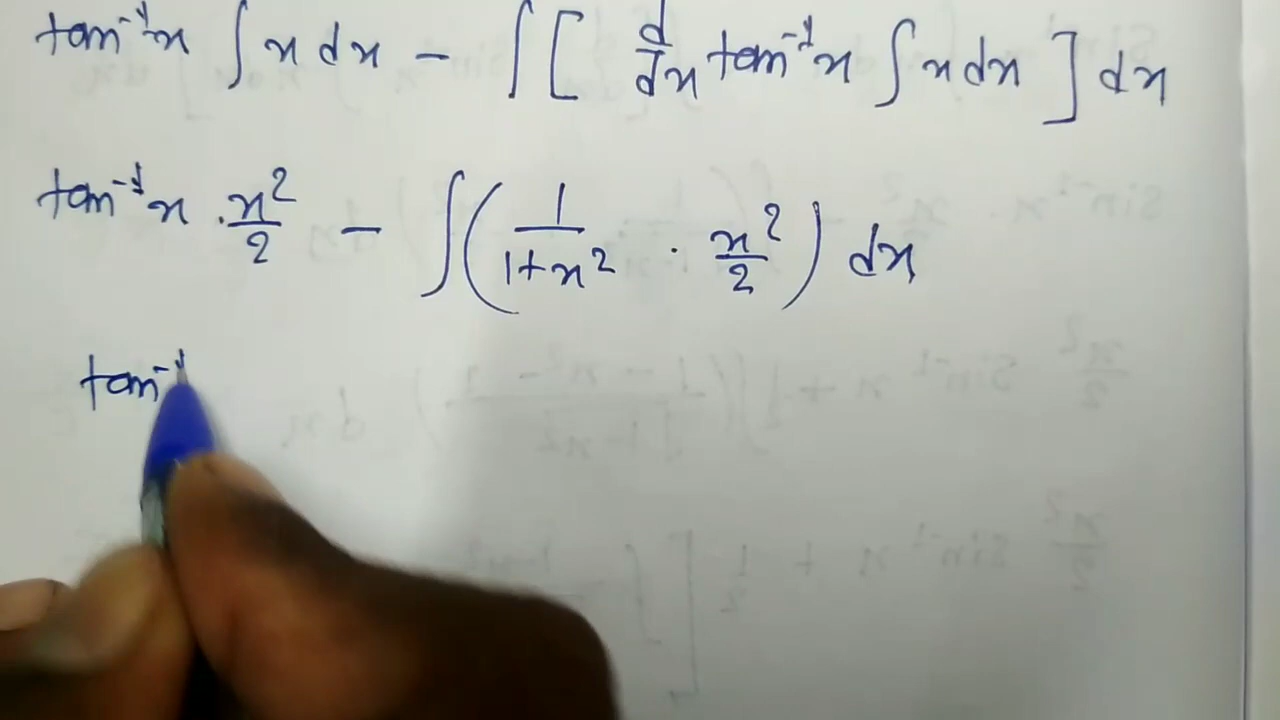 tan⁻¹x ∫ x dx − ∫ [ d/dx tan⁻¹x ∫ x dx ] dx
tan⁻¹x . x²/2 − ∫ ( 1/1+x² · x²/2 ) dx
tan⁻¹